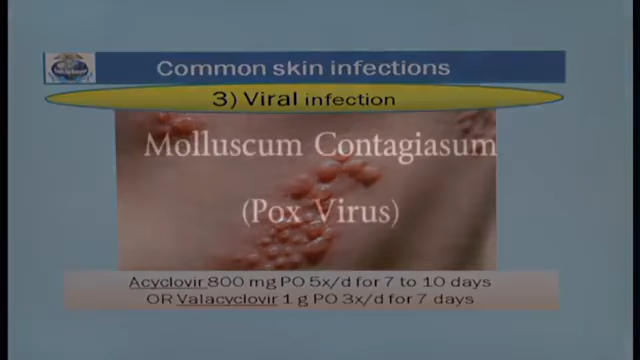 Common skin infections
3) Viral infection
Molluscum Contagiasum
(Pox Virus)
Acyclovir 800 mg PO 5x/d for 7 to 10 days
OR Valacyclovir 1 g PO 3x/d for 7 days